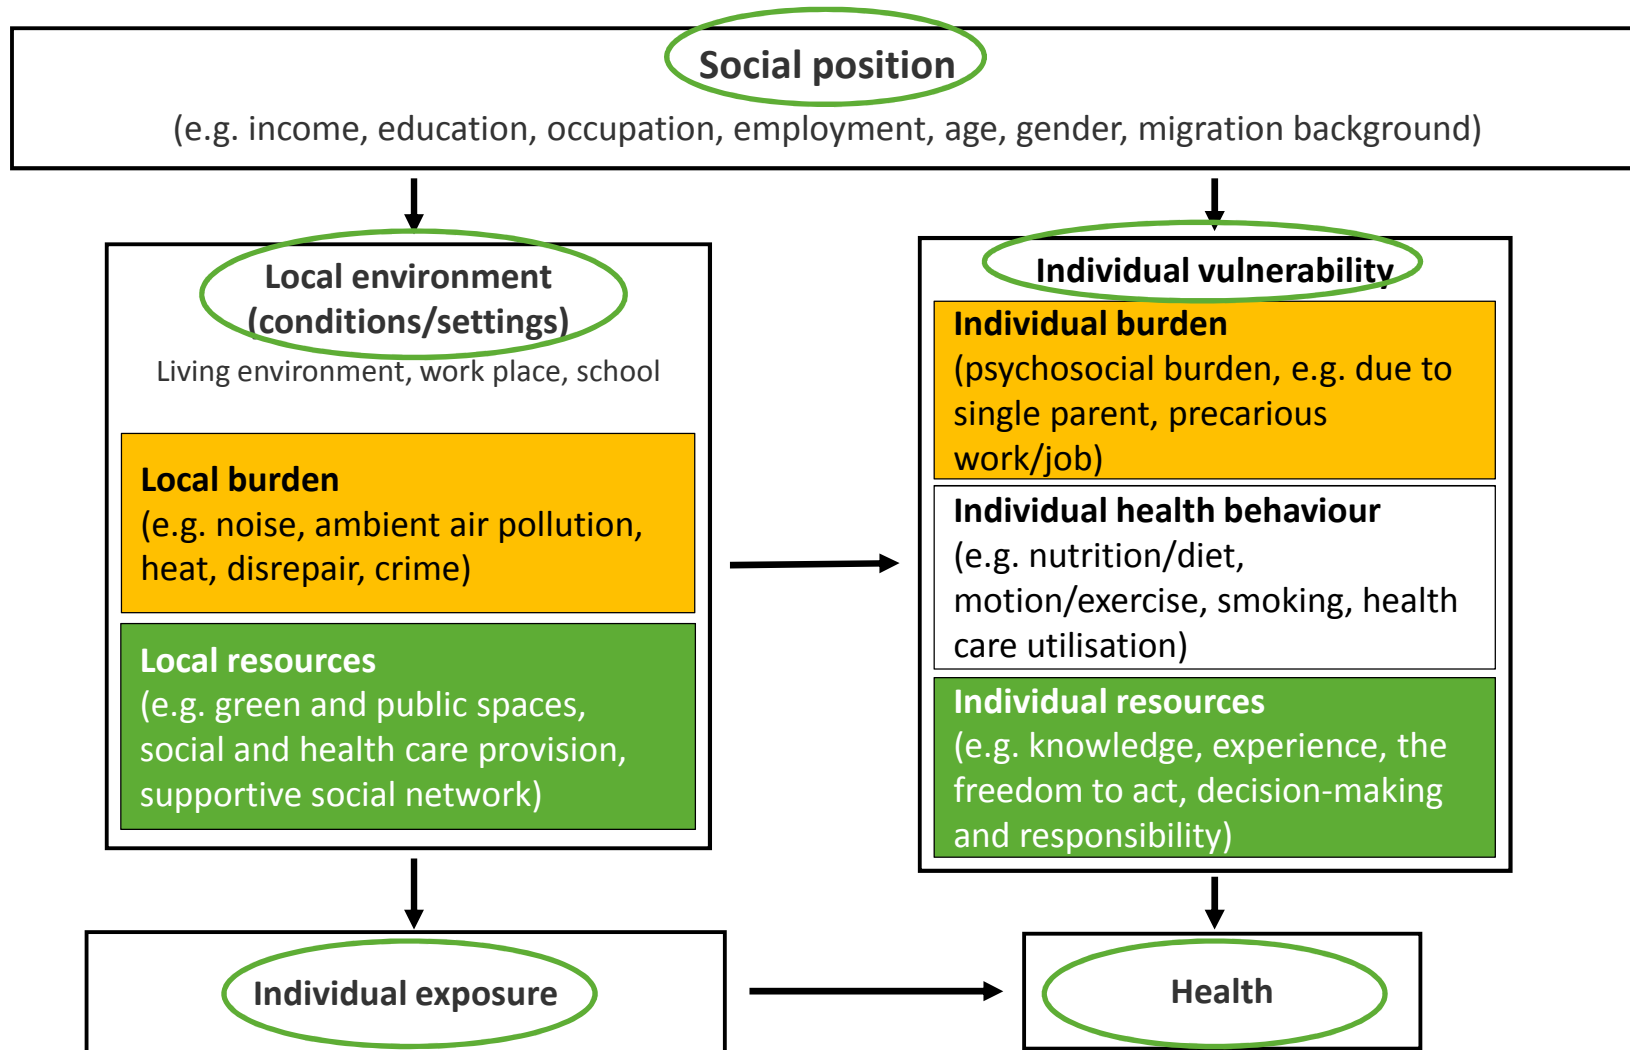 Social position
(e.g. income, education, occupation, employment, age, gender, migration background)
Local environment
(conditions/settings)
Living environment, work place, school
Local burden
(e.g. noise, ambient air pollution,
heat, disrepair, crime)
Local resources
(e.g. green and public spaces,
social and health care provision,
supportive social network)
Individual vulnerability
Individual burden
(psychosocial burden, e.g. due to
single parent, precarious
work/job)
Individual health behaviour
(e.g. nutrition/diet,
motion/exercise, smoking, health
care utilisation)
Individual resources
(e.g. knowledge, experience, the
freedom to act, decision-making
and responsibility)
Individual exposure
Health